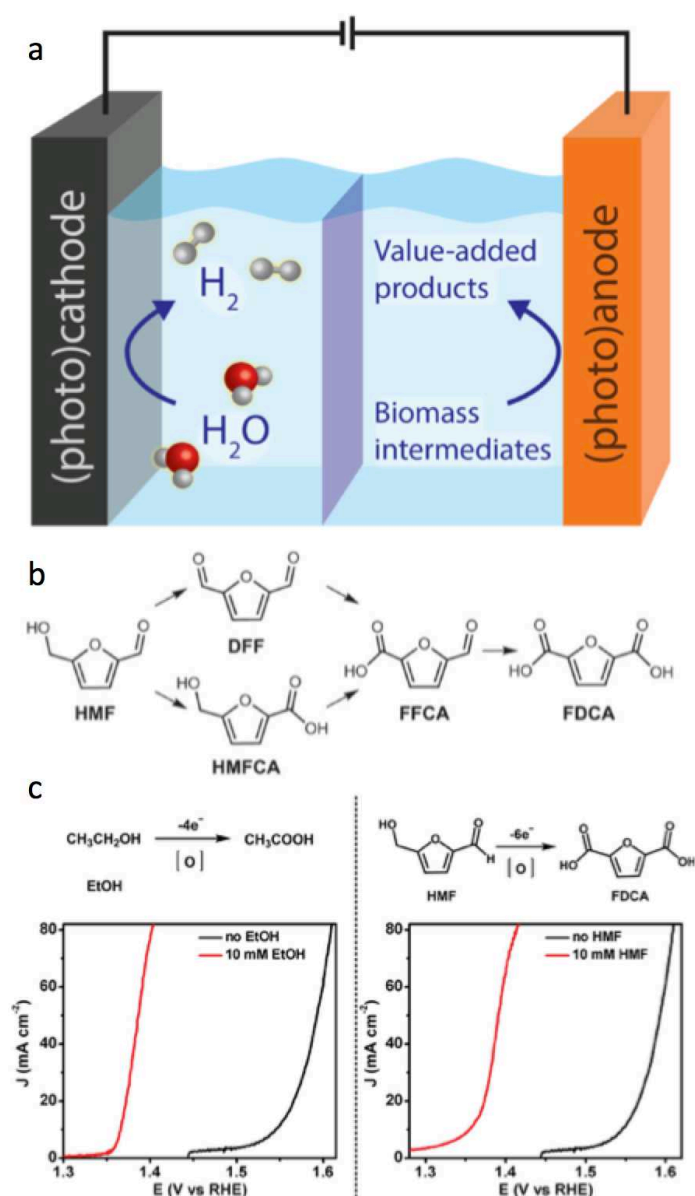 a
(photo)cathode
H2
H2O
Value-added
products
Biomass
intermediates
(photo)anode
b
HO
O
O
HMF
O
O
O
DFF
HO
O
O
OH
HMFCA
O
O
O
HO
FFCA
O
O
O
HO
OH
FDCA
c
CH3CH2OH
-4e-
[O]
CH3COOH
EtOH
HO
O
O
H
HMF
-6e-
[O]
O
O
O
HO
OH
FDCA
80
60
40
20
0
J (mA cm-2)
no EtOH
10 mM EtOH
1.3 1.4 1.5 1.6
E (V vs RHE)
80
60
40
20
0
J (mA cm-2)
no HMF
10 mM HMF
1.3 1.4 1.5 1.6
E (V vs RHE)